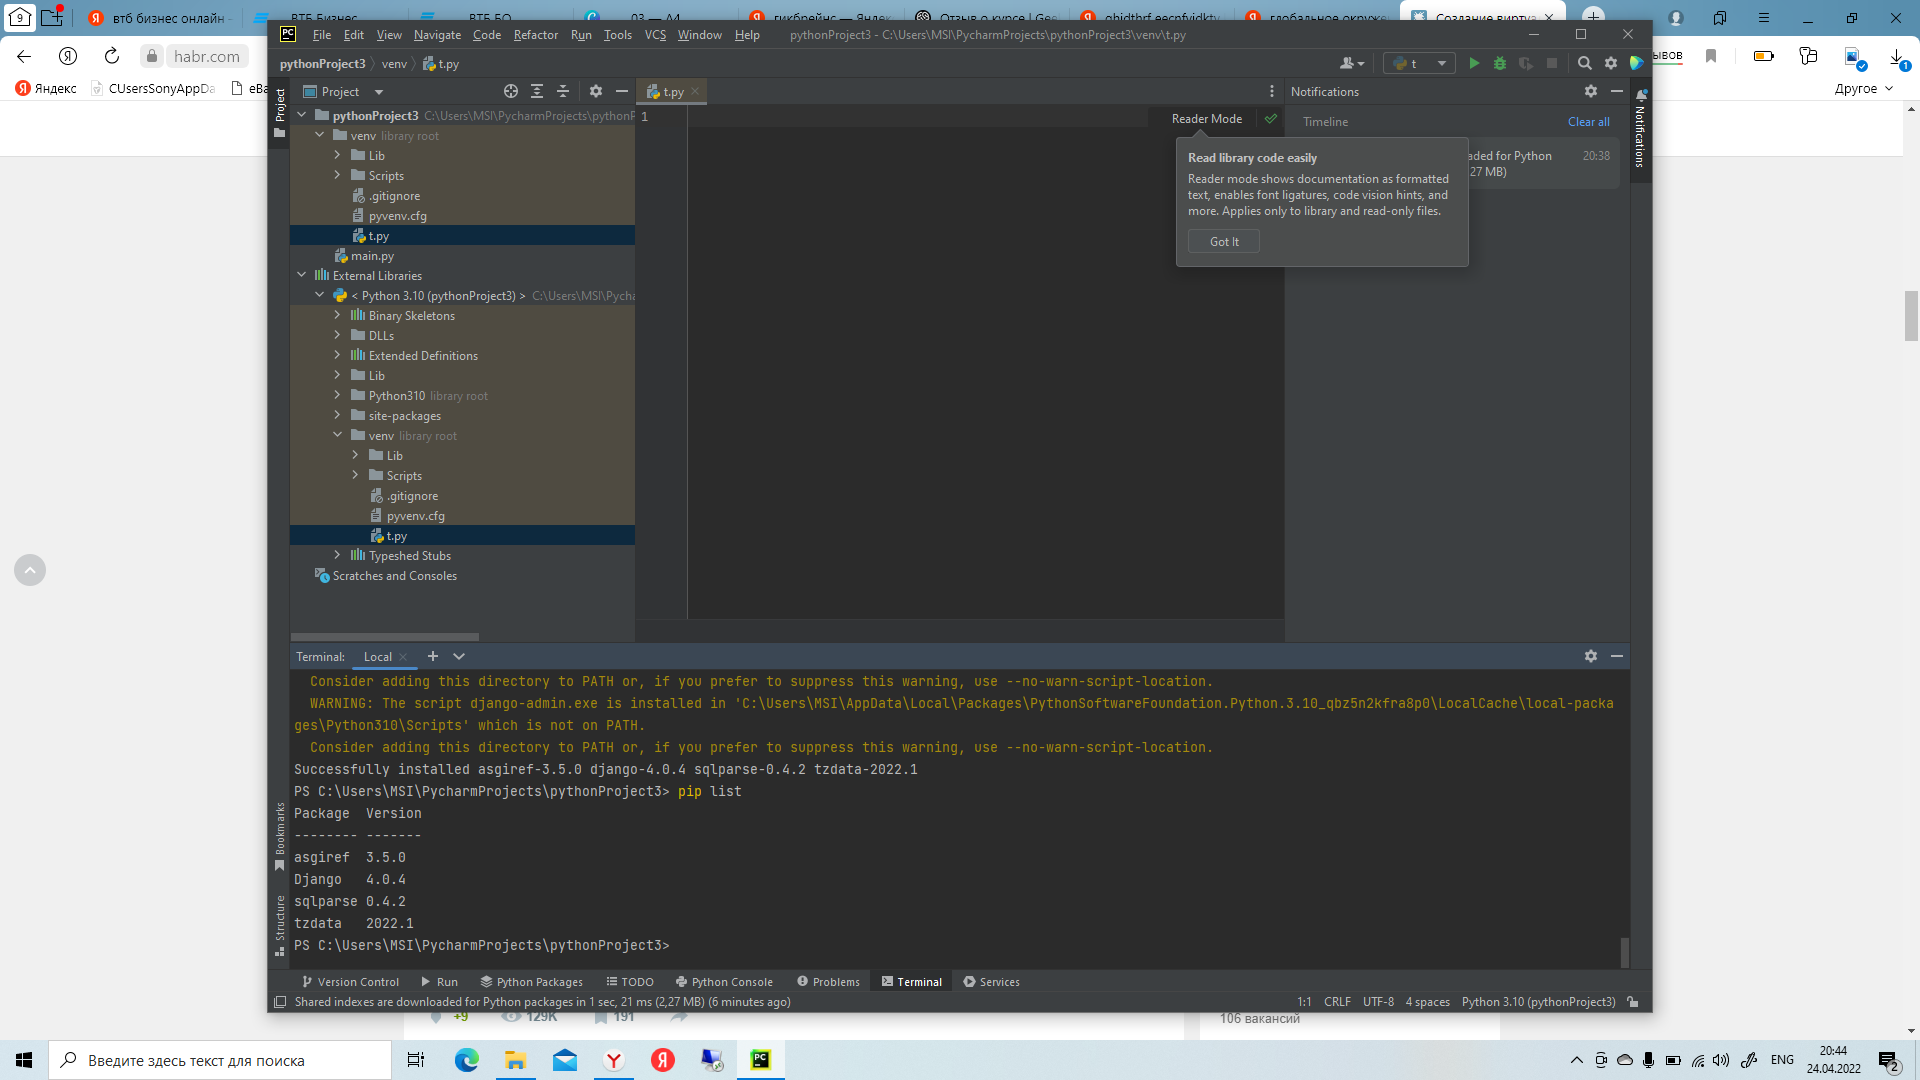 9
втб бизнес онлайн -
ВТБ Бизнес
ВТБ БО
03 — А4
гикбрейнс — Яндек
Отзыв о курсе | Gee
ghidthrf eecnfvjdktv
глобальное окруже
Создание виртуа
habr.com
Яндекс
CUsersSonyAppDa
Другое
File Edit View Navigate Code Refactor Run Tools VCS Window Help pythonProject3 - C:\Users\MSI\PycharmProjects\pythonProject3\venv\t.py
pythonProject3 venv t.py
t
Project
Project
t.py
Notifications
Notifications
pythonProject3 C:\Users\MSI\PycharmProjects\pythonF
venv library root
Lib
Scripts
.gitignore
pyvenv.cfg
t.py
main.py
External Libraries
< Python 3.10 (pythonProject3) > C:\Users\MSI\Pycha
Binary Skeletons
DLLs
Extended Definitions
Lib
Python310 library root
site-packages
venv library root
Lib
Scripts
.gitignore
pyvenv.cfg
t.py
Typeshed Stubs
Scratches and Consoles
1
Reader Mode
Timeline
Clear all
aded for Python 20:38
27 MB)
Read library code easily
Reader mode shows documentation as formatted
text, enables font ligatures, code vision hints, and
more. Applies only to library and read-only files.
Got It
Terminal: Local
Consider adding this directory to PATH or, if you prefer to suppress this warning, use --no-warn-script-location.
WARNING: The script django-admin.exe is installed in 'C:\Users\MSI\AppData\Local\Packages\PythonSoftwareFoundation.Python.3.10_qbz5n2kfra8p0\LocalCache\local-packa
ges\Python310\Scripts' which is not on PATH.
Consider adding this directory to PATH or, if you prefer to suppress this warning, use --no-warn-script-location.
Successfully installed asgiref-3.5.0 django-4.0.4 sqlparse-0.4.2 tzdata-2022.1
PS C:\Users\MSI\PycharmProjects\pythonProject3> pip list
Package Version
-------- -------
asgiref 3.5.0
Django 4.0.4
sqlparse 0.4.2
tzdata 2022.1
PS C:\Users\MSI\PycharmProjects\pythonProject3>
Bookmarks
Structure
Version Control Run Python Packages TODO Python Console Problems Terminal Services
Shared indexes are downloaded for Python packages in 1 sec, 21 ms (2,27 MB) (6 minutes ago)
1:1 CRLF UTF-8 4 spaces Python 3.10 (pythonProject3)
+9 129K 191
106 вакансий
Введите здесь текст для поиска
ENG
20:44
24.04.2022
2